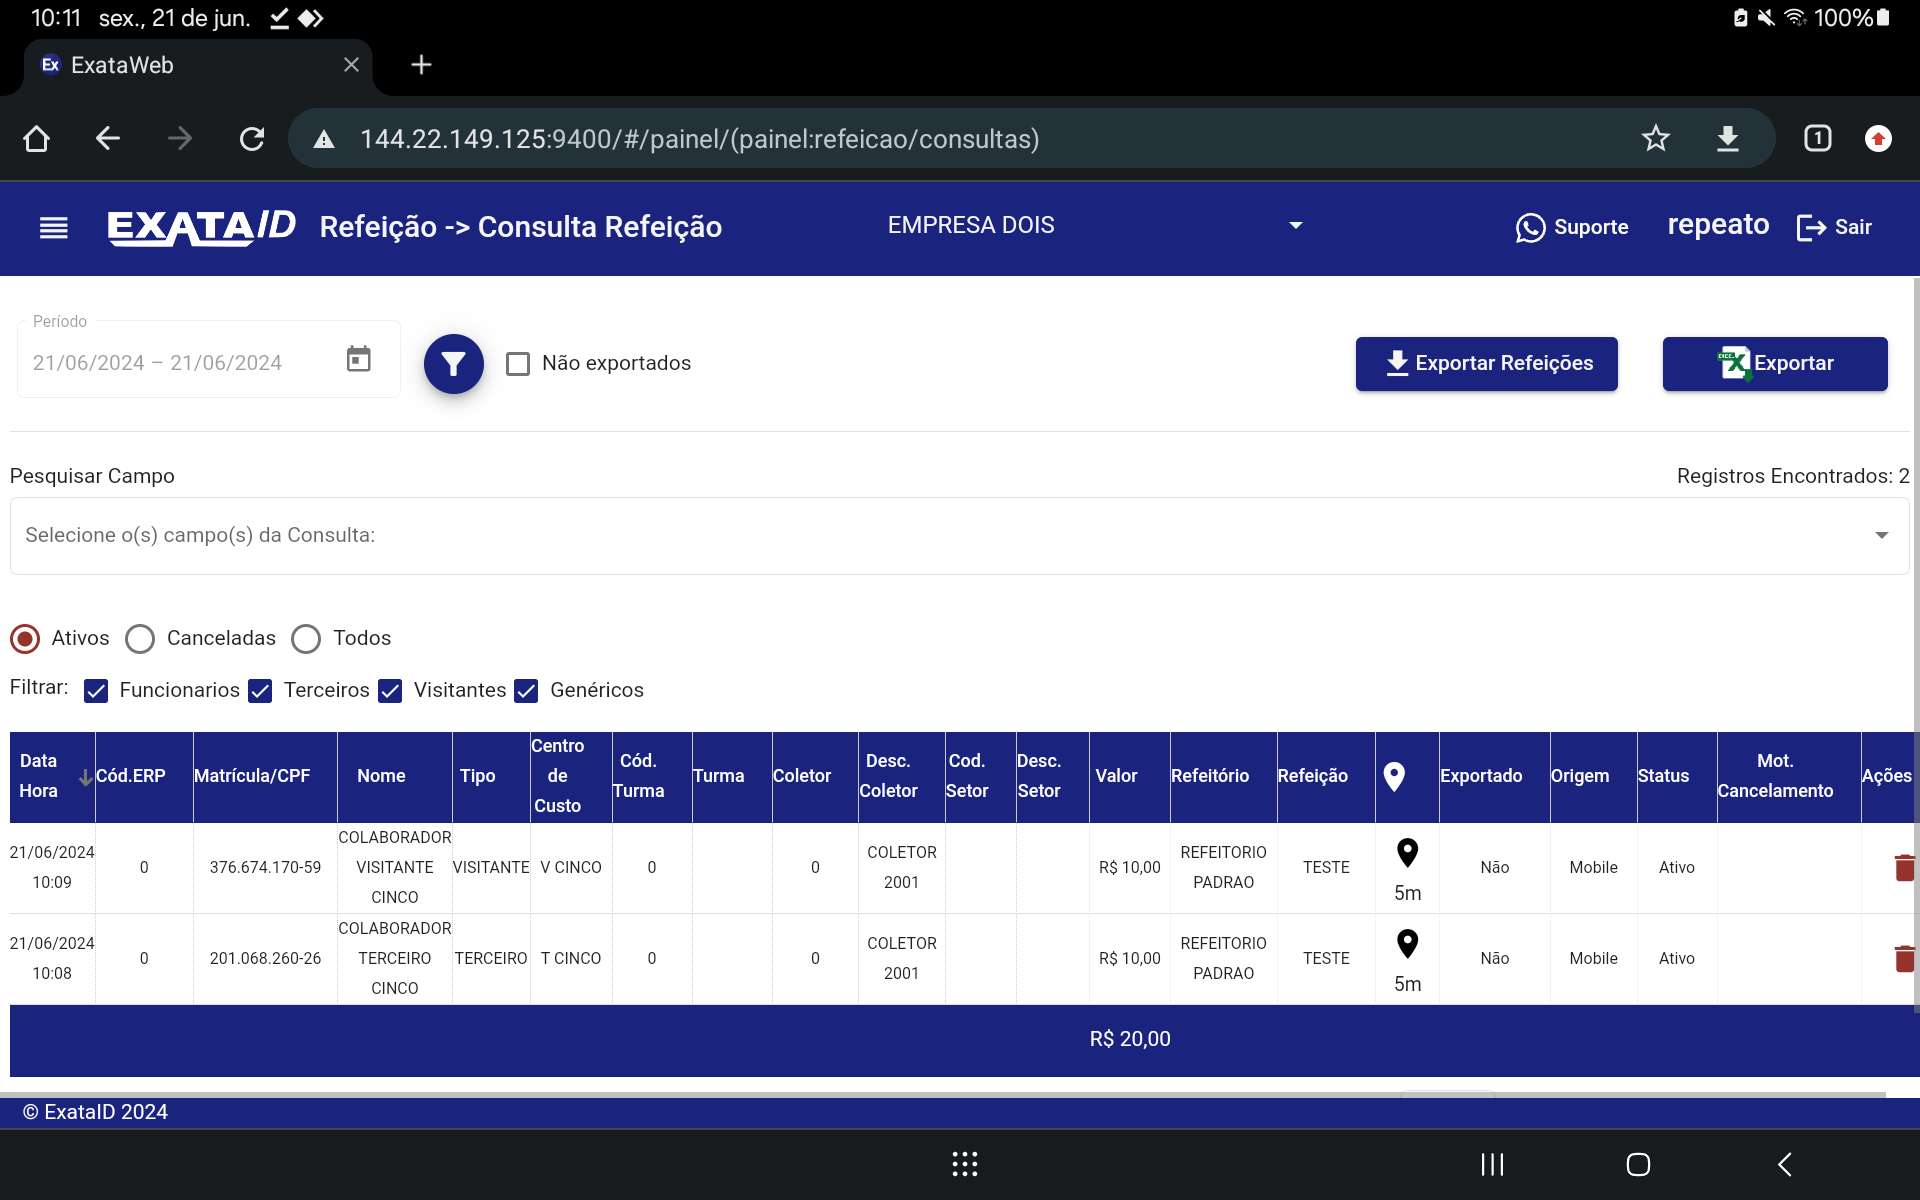 10:11 sex., 21 de jun. 100%
Ex ExataWeb
144.22.149.125:9400/#/painel/(painel:refeicao/consultas) 1
EXATAID Refeição -> Consulta Refeição EMPRESA DOIS Suporte repeato Sair
Período
21/06/2024 – 21/06/2024 Não exportados Exportar Refeições Exportar
Pesquisar Campo Registros Encontrados: 2
Selecione o(s) campo(s) da Consulta:
Ativos Canceladas Todos
Filtrar: Funcionarios Terceiros Visitantes Genéricos
Data Hora Cód.ERP Matrícula/CPF Nome Tipo Centro de Custo Cód. Turma Turma Coletor Desc. Coletor Cod. Setor Desc. Setor Valor Refeitório Refeição Exportado Origem Status Mot. Cancelamento Ações
21/06/2024 10:09 0 376.674.170-59 COLABORADOR VISITANTE CINCO VISITANTE V CINCO 0 0 COLETOR 2001 R$ 10,00 REFEITORIO PADRAO TESTE 5m Não Mobile Ativo
21/06/2024 10:08 0 201.068.260-26 COLABORADOR TERCEIRO CINCO TERCEIRO T CINCO 0 0 COLETOR 2001 R$ 10,00 REFEITORIO PADRAO TESTE 5m Não Mobile Ativo
R$ 20,00
© ExataID 2024